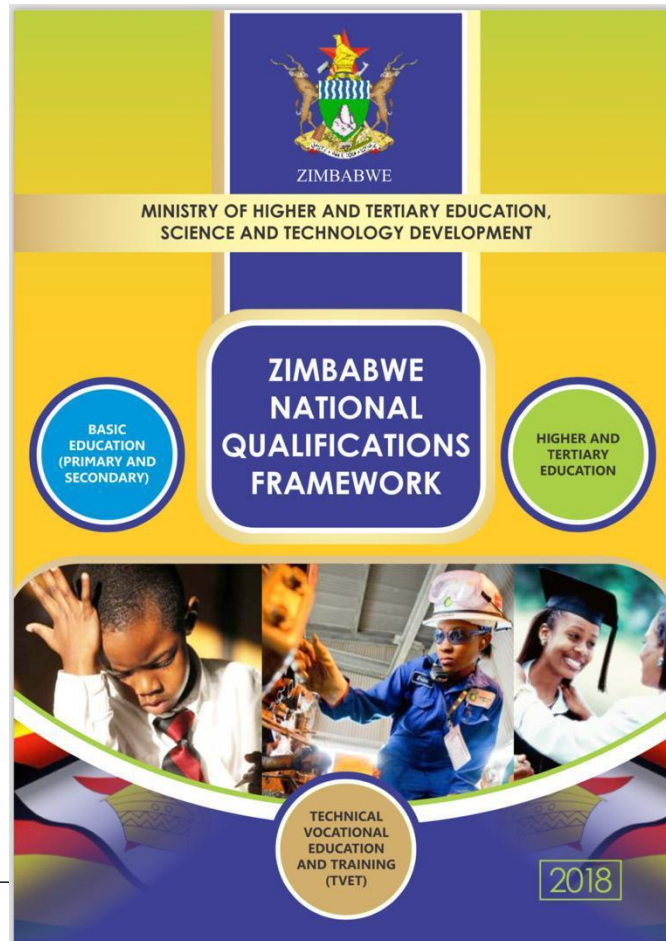 ZIMBABWE
MINISTRY OF HIGHER AND TERTIARY EDUCATION,
SCIENCE AND TECHNOLOGY DEVELOPMENT
ZIMBABWE
NATIONAL
QUALIFICATIONS
FRAMEWORK
BASIC
EDUCATION
(PRIMARY AND
SECONDARY)
HIGHER AND
TERTIARY
EDUCATION
TECHNICAL
VOCATIONAL
EDUCATION
AND TRAINING
(TVET)
2018